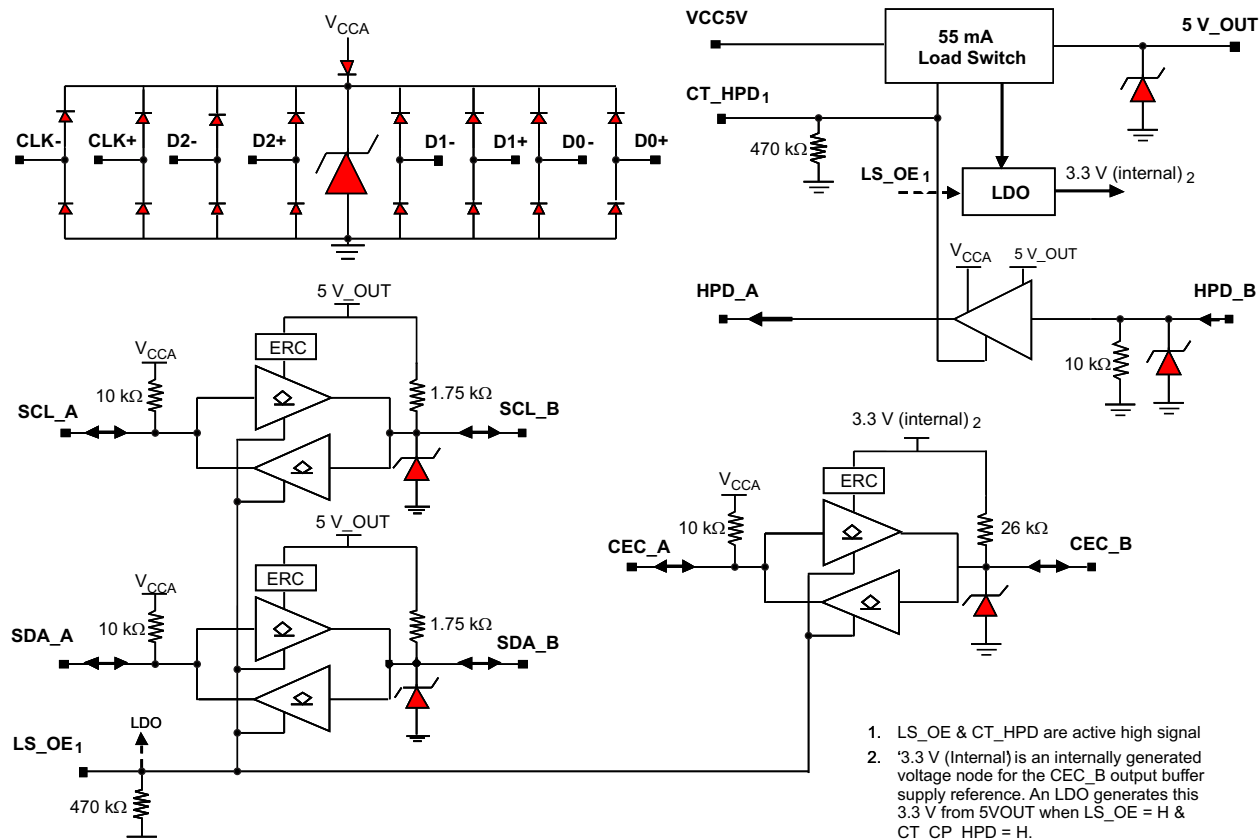 VCCA
CLK-
CLK+
D2-
D2+
D1-
D1+
D0-
D0+
VCC5V
55 mA
Load Switch
5 V_OUT
CT_HPD1
470 kΩ
LS_OE1
LDO
3.3 V (internal) 2
VCCA
5 V_OUT
HPD_A
HPD_B
10 kΩ
5 V_OUT
ERC
VCCA
10 kΩ
1.75 kΩ
SCL_A
SCL_B
5 V_OUT
ERC
VCCA
10 kΩ
1.75 kΩ
SDA_A
SDA_B
3.3 V (internal) 2
ERC
VCCA
10 kΩ
26 kΩ
CEC_A
CEC_B
LDO
LS_OE1
470 kΩ
1. LS_OE & CT_HPD are active high signal
2. ‘3.3 V (Internal) is an internally generated
voltage node for the CEC_B output buffer
supply reference. An LDO generates this
3.3 V from 5VOUT when LS_OE = H &
CT_CP_HPD = H.